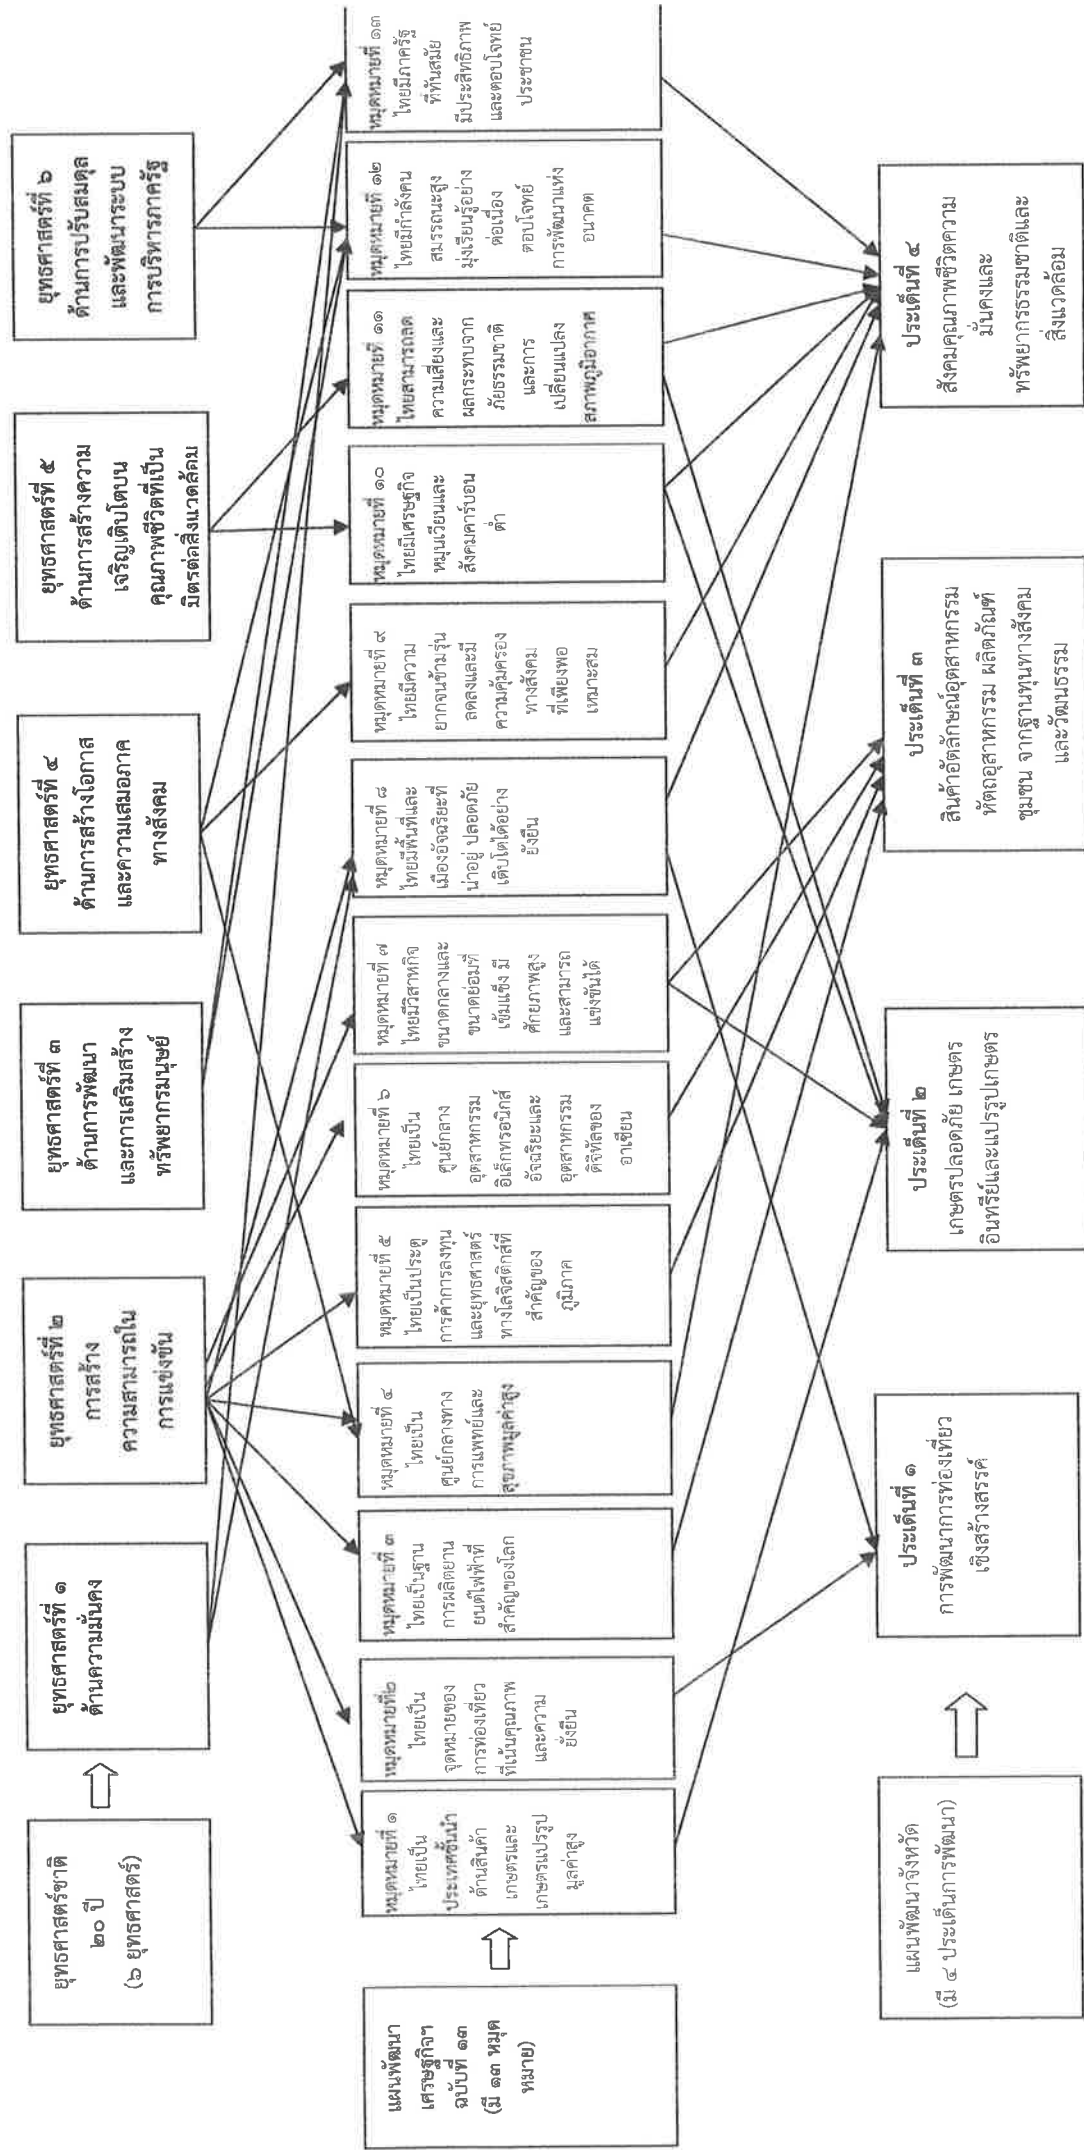 ยุทธศาสตร์ชาติ
๒๐ ปี
(๖ ยุทธศาสตร์)
ยุทธศาสตร์ที่ ๑
ด้านความมั่นคง
ยุทธศาสตร์ที่ ๒
การสร้าง
ความสามารถใน
การแข่งขัน
ยุทธศาสตร์ที่ ๓
ด้านการพัฒนา
และการเสริมสร้าง
ทรัพยากรมนุษย์
ยุทธศาสตร์ที่ ๔
ด้านการสร้างโอกาส
และความเสมอภาค
ทางสังคม
ยุทธศาสตร์ที่ ๕
ด้านการสร้างความ
เจริญเติบโตบน
คุณภาพชีวิตที่เป็น
มิตรต่อสิ่งแวดล้อม
ยุทธศาสตร์ที่ ๖
ด้านการปรับสมดุล
และพัฒนาระบบ
การบริหารภาครัฐ
แผนพัฒนา
เศรษฐกิจฯ
ฉบับที่ ๑๓
(มี ๑๓ หมุด
หมาย)
หมุดหมายที่ ๑
ไทยเป็น
ประเทศชั้นนำ
ด้านสินค้า
เกษตรและ
เกษตรแปรรูป
มูลค่าสูง
หมุดหมายที่๒
ไทยเป็น
จุดหมายของ
การท่องเที่ยว
ที่เน้นคุณภาพ
และความ
ยั่งยืน
หมุดหมายที่ ๓
ไทยเป็นฐาน
การผลิตยาน
ยนต์ไฟฟ้าที่
สำคัญของโลก
หมุดหมายที่ ๔
ไทยเป็น
ศูนย์กลางทาง
การแพทย์และ
สุขภาพมูลค่าสูง
หมุดหมายที่ ๕
ไทยเป็นประตู
การค้าการลงทุน
และยุทธศาสตร์
ทางโลจิสติกส์ที่
สำคัญของ
ภูมิภาค
หมุดหมายที่ ๖
ไทยเป็น
ศูนย์กลาง
อุตสาหกรรม
อิเล็กทรอนิกส์
อัจฉริยะและ
อุตสาหกรรม
ดิจิทัลของ
อาเซียน
หมุดหมายที่ ๗
ไทยมีวิสาหกิจ
ขนาดกลางและ
ขนาดย่อมที่
เข้มแข็ง มี
ศักยภาพสูง
และสามารถ
แข่งขันได้
หมุดหมายที่ ๘
ไทยมีพื้นที่และ
เมืองอัจฉริยะที่
น่าอยู่ ปลอดภัย
เติบโตได้อย่าง
ยั่งยืน
หมุดหมายที่ ๙
ไทยมีความ
ยากจนข้ามรุ่น
ลดลงและมี
ความคุ้มครอง
ทางสังคม
ที่เพียงพอ
เหมาะสม
หมุดหมายที่ ๑๐
ไทยมีเศรษฐกิจ
หมุนเวียนและ
สังคมคาร์บอน
ต่ำ
หมุดหมายที่ ๑๑
ไทยสามารถลด
ความเสี่ยงและ
ผลกระทบจาก
ภัยธรรมชาติ
และการ
เปลี่ยนแปลง
สภาพภูมิอากาศ
หมุดหมายที่ ๑๒
ไทยมีกำลังคน
สมรรถนะสูง
มุ่งเรียนรู้อย่าง
ต่อเนื่อง
ตอบโจทย์
การพัฒนาแห่ง
อนาคต
หมุดหมายที่ ๑๓
ไทยมีภาครัฐ
ที่ทันสมัย
มีประสิทธิภาพ
และตอบโจทย์
ประชาชน
แผนพัฒนาจังหวัด
(มี ๔ ประเด็นการพัฒนา)
ประเด็นที่ ๑
การพัฒนาการท่องเที่ยว
เชิงสร้างสรรค์
ประเด็นที่ ๒
เกษตรปลอดภัย เกษตร
อินทรีย์และแปรรูปเกษตร
ประเด็นที่ ๓
สินค้าอัตลักษณ์อุตสาหกรรม
หัตถอุสาหกรรม ผลิตภัณฑ์
ชุมชน จากฐานทุนทางสังคม
และวัฒนธรรม
ประเด็นที่ ๔
สังคมคุณภาพชีวิตความ
มั่นคงและ
ทรัพยากรธรรมชาติและ
สิ่งแวดล้อม